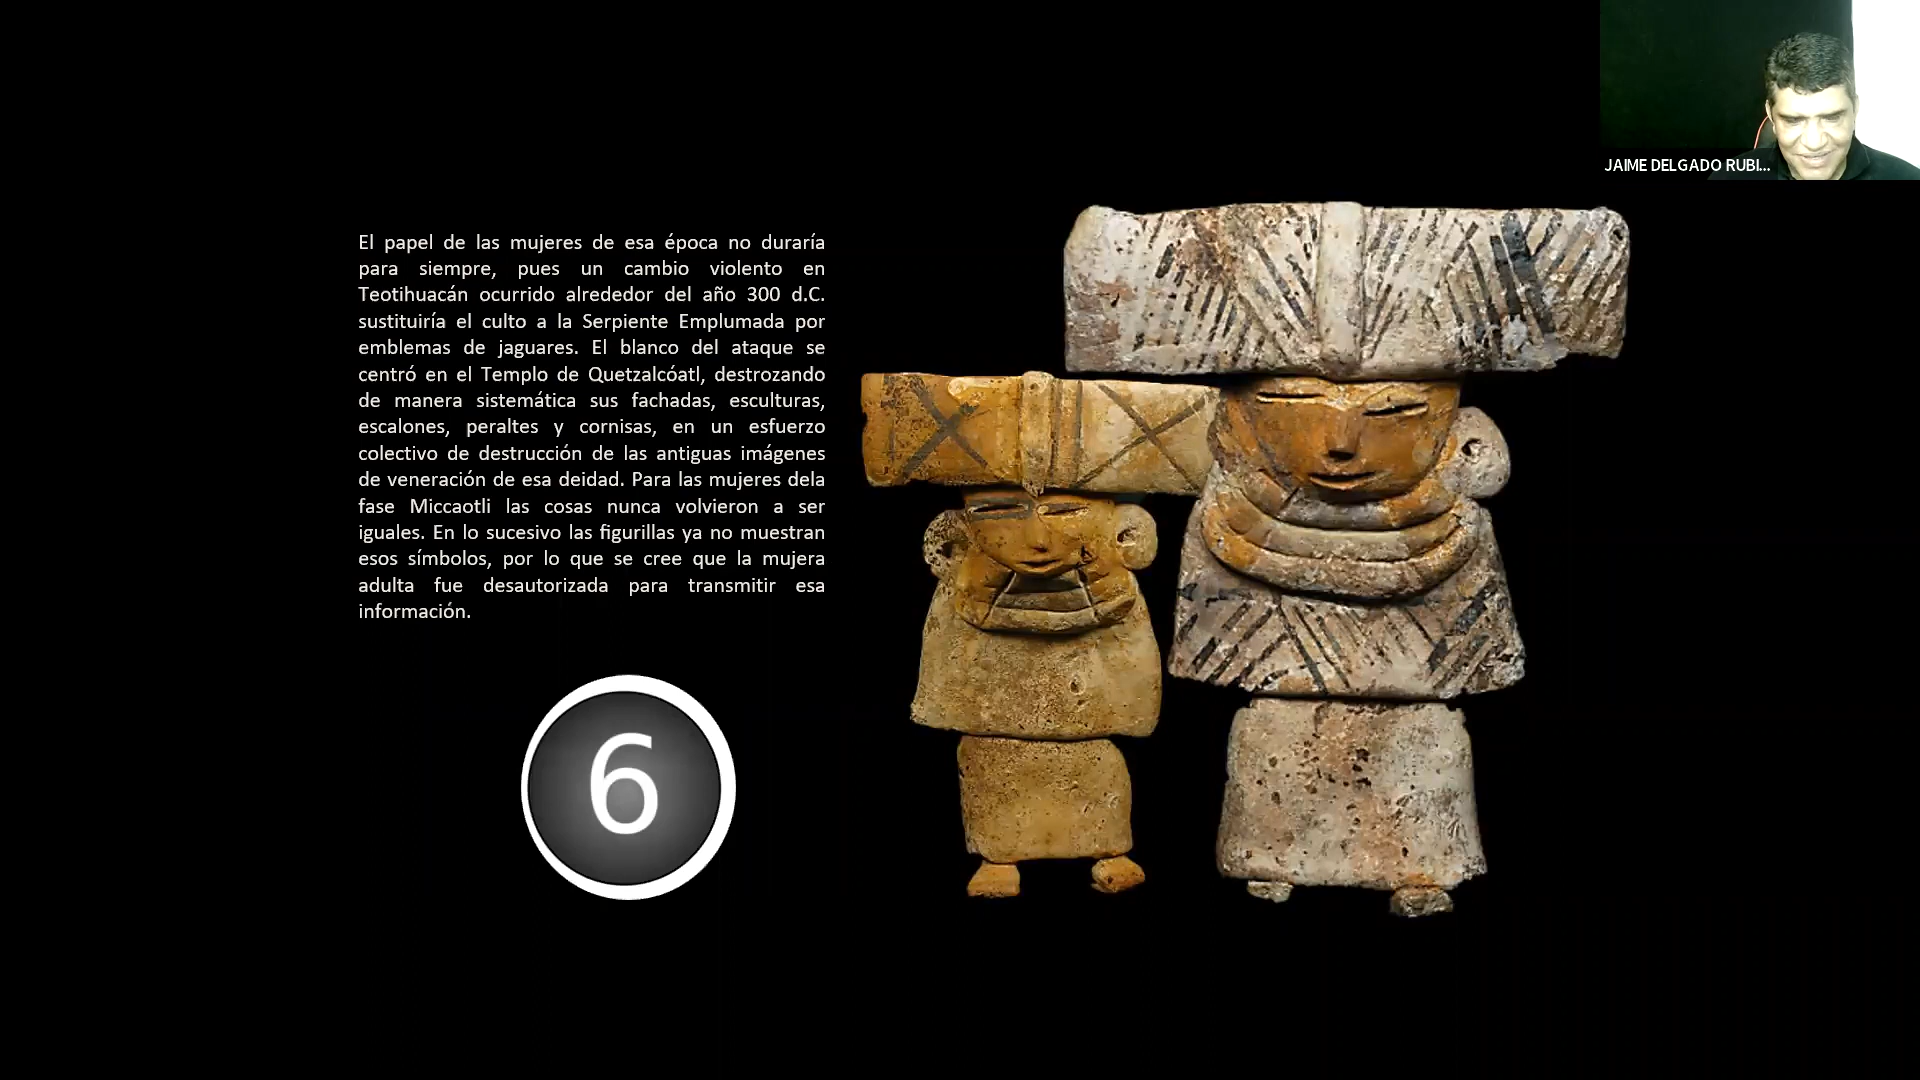 JAIME DELGADO RUBI...
El papel de las mujeres de esa época no duraría
para siempre, pues un cambio violento en
Teotihuacán ocurrido alrededor del año 300 d.C.
sustituiría el culto a la Serpiente Emplumada por
emblemas de jaguares. El blanco del ataque se
centró en el Templo de Quetzalcóatl, destrozando
de manera sistemática sus fachadas, esculturas,
escalones, peraltes y cornisas, en un esfuerzo
colectivo de destrucción de las antiguas imágenes
de veneración de esa deidad. Para las mujeres dela
fase Miccaotli las cosas nunca volvieron a ser
iguales. En lo sucesivo las figurillas ya no muestran
esos símbolos, por lo que se cree que la mujera
adulta fue desautorizada para transmitir esa
información.
6